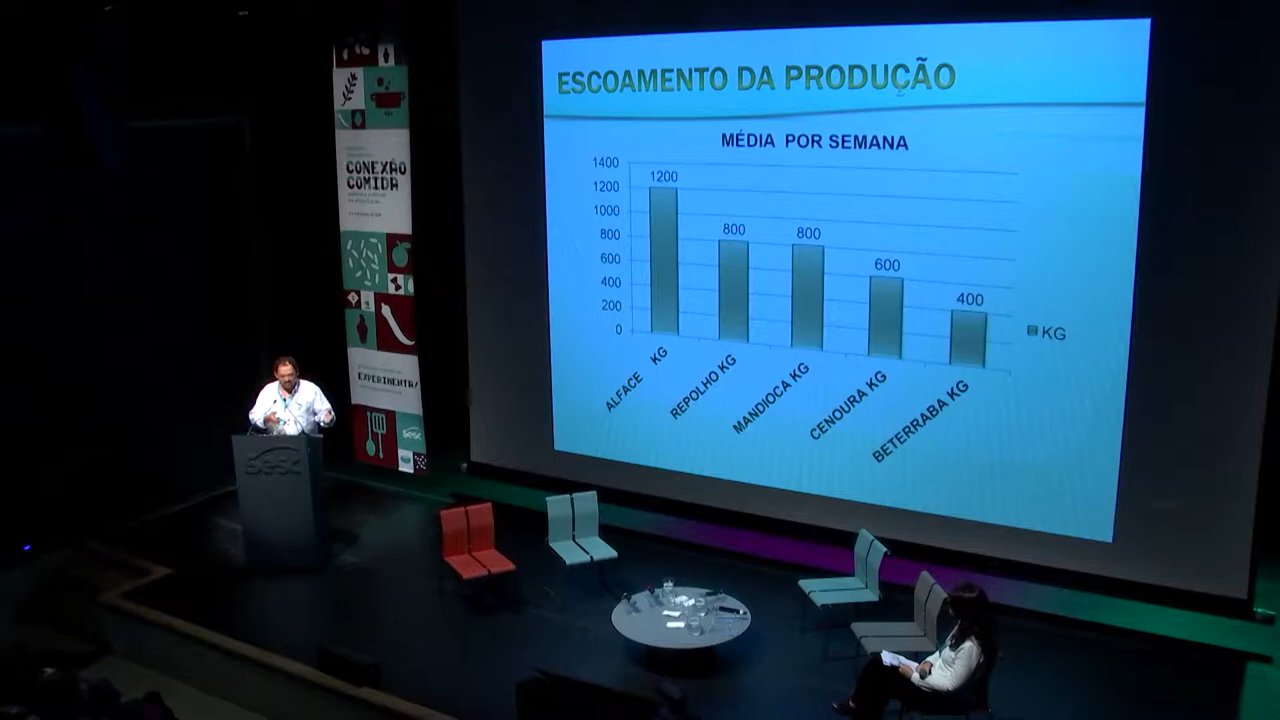 ESCOAMENTO DA PRODUÇÃO
MÉDIA POR SEMANA
1400
1200
1000
800
600
400
200
0
1200
800
800
600
400
ALFACE KG
REPOLHO KG
MANDIOCA KG
CENOURA KG
BETERRABA KG
KG
CONEXÃO
COMIDA
EXPERIMENTA!
sesc
sesc